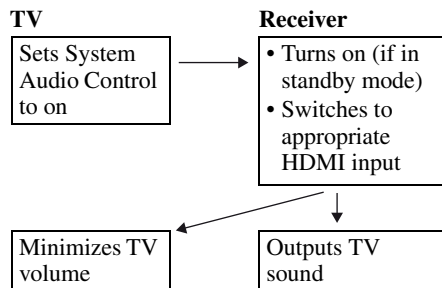 TV
Receiver
Sets System
Audio Control
to on
• Turns on (if in
standby mode)
• Switches to
appropriate
HDMI input
Minimizes TV
volume
Outputs TV
sound